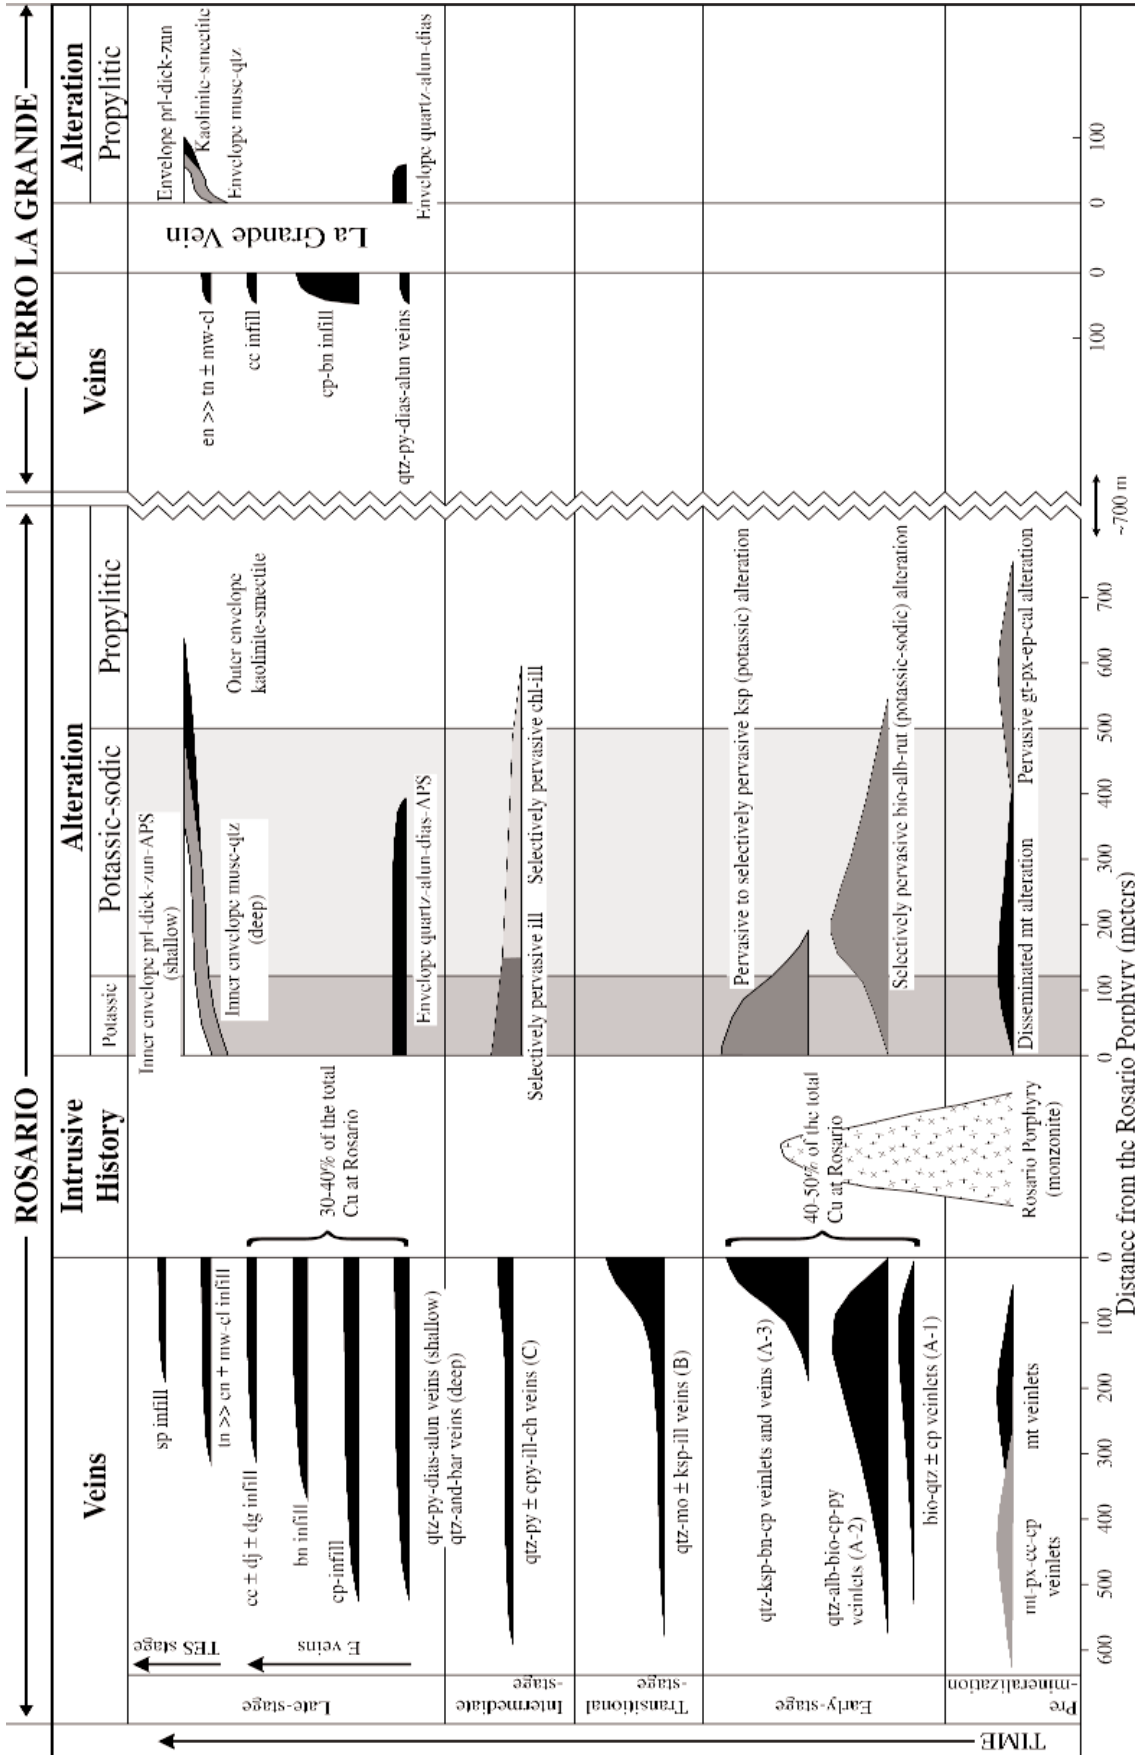 ROSARIO
CERRO LA GRANDE
Veins
Intrusive
History
Alteration
Potassic
Potassic-sodic
Propylitic
Veins
Alteration
Propylitic
TIME
Late-stage
Intermediate
-stage
Transitional
-stage
Early-stage
Pre
-mineralization
TES stage
E veins
sp infill
tn >> en + mw-cl infill
cc ± dj ± dg infill
bn infill
cp-infill
qtz-py-dias-alun veins (shallow)
qtz-and-bar veins (deep)
30-40% of the total
Cu at Rosario
Inner envelope prl-dick-zun-APS
(shallow)
Inner envelope musc-qtz
(deep)
Outer envelope
kaolinite-smectite
Envelope quartz-alun-dias-APS
en >> tn ± mw-cl
cc infill
cp-bn infill
qtz-py-dias-alun veins
La Grande Vein
Envelope prl-dick-zun
Kaolinite-smectite
Envelope musc-qtz
Envelope quartz-alun-dias
qtz-py ± cpy-ill-ch veins (C)
Selectively pervasive ill
Selectively pervasive chl-ill
qtz-mo ± ksp-ill veins (B)
qtz-ksp-bn-cp veinlets and veins (A-3)
qtz-alb-bio-cp-py
veinlets (A-2)
bio-qtz ± cp veinlets (A-1)
40-50% of the total
Cu at Rosario
Pervasive to selectively pervasive ksp (potassic) alteration
Selectively pervasive bio-alb-rut (potassic-sodic) alteration
mt-px-cc-cp
veinlets
mt veinlets
Rosario Porphyry
(monzonite)
Disseminated mt alteration
Pervasive gt-px-ep-cal alteration
600 500 400 300 200 100 0
0 100 200 300 400 500 600 700
~700 m
100 0
0 100
Distance from the Rosario Porphyry (meters)